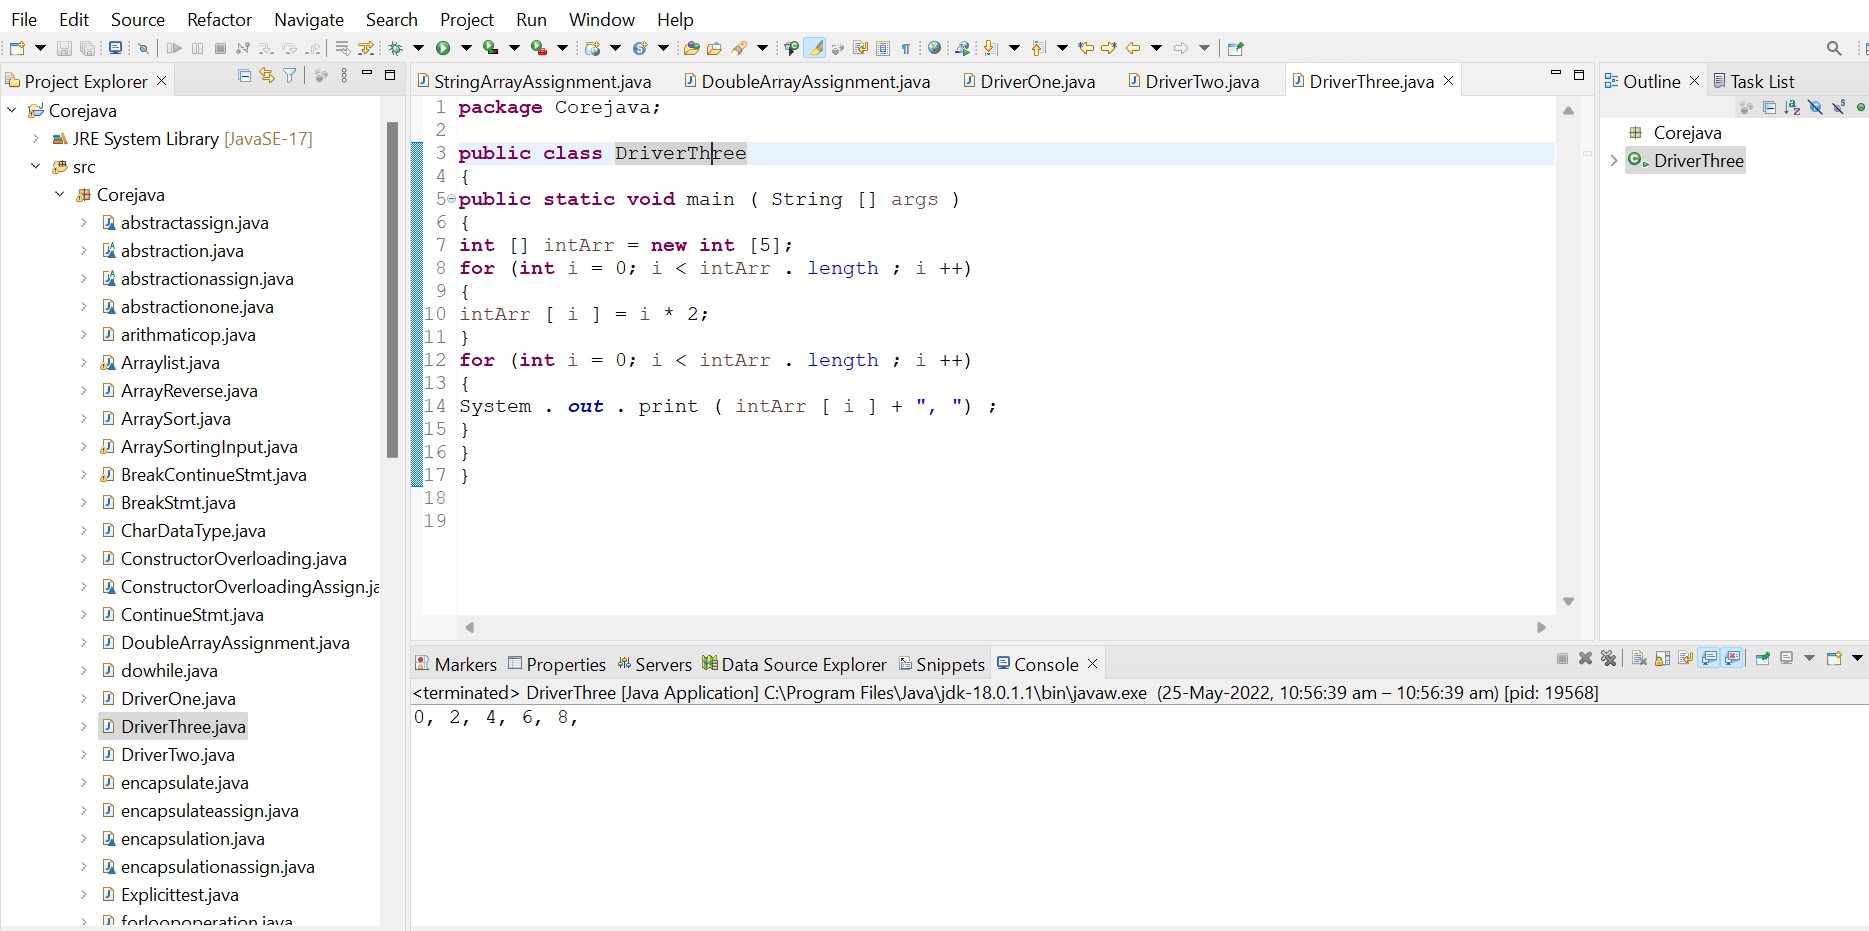 File Edit Source Refactor Navigate Search Project Run Window Help
Project Explorer
Corejava
JRE System Library [JavaSE-17]
src
Corejava
abstractassign.java
abstraction.java
abstractionassign.java
abstractionone.java
arithmaticop.java
Arraylist.java
ArrayReverse.java
ArraySort.java
ArraySortingInput.java
BreakContinueStmt.java
BreakStmt.java
CharDataType.java
ConstructorOverloading.java
ConstructorOverloadingAssign.ja
ContinueStmt.java
DoubleArrayAssignment.java
dowhile.java
DriverOne.java
DriverThree.java
DriverTwo.java
encapsulate.java
encapsulateassign.java
encapsulation.java
encapsulationassign.java
Explicittest.java
forloopoperation.java
StringArrayAssignment.java DoubleArrayAssignment.java DriverOne.java DriverTwo.java DriverThree.java
1 package Corejava;
2
3 public class DriverThree
4 {
5 public static void main ( String [] args )
6 {
7 int [] intArr = new int [5];
8 for (int i = 0; i < intArr . length ; i ++)
9 {
10 intArr [ i ] = i * 2;
11 }
12 for (int i = 0; i < intArr . length ; i ++)
13 {
14 System . out . print ( intArr [ i ] + ", ") ;
15 }
16 }
17 }
18
19
Outline Task List
Corejava
DriverThree
Markers Properties Servers Data Source Explorer Snippets Console
<terminated> DriverThree [Java Application] C:\Program Files\Java\jdk-18.0.1.1\bin\javaw.exe (25-May-2022, 10:56:39 am – 10:56:39 am) [pid: 19568]
0, 2, 4, 6, 8,